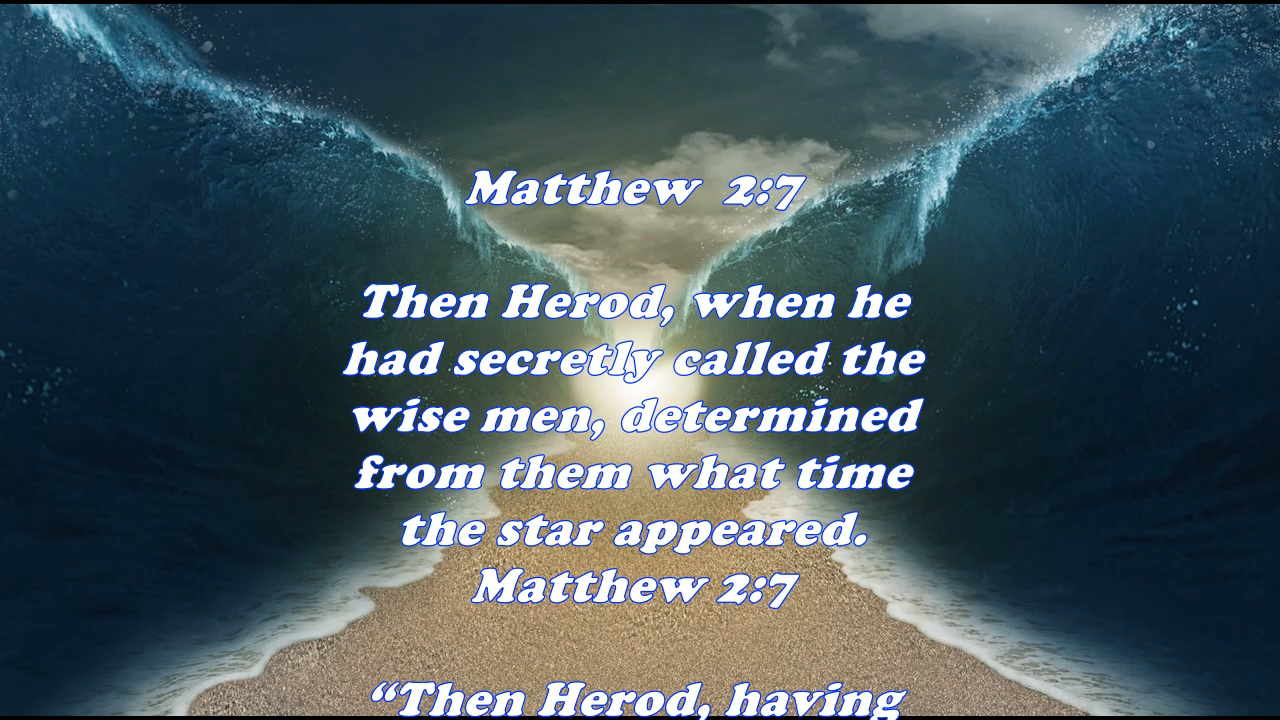 Matthew  2:7
Then Herod, when he
had secretly called the
wise men, determined
from them what time
the star appeared.
Matthew 2:7
“Then Herod, having